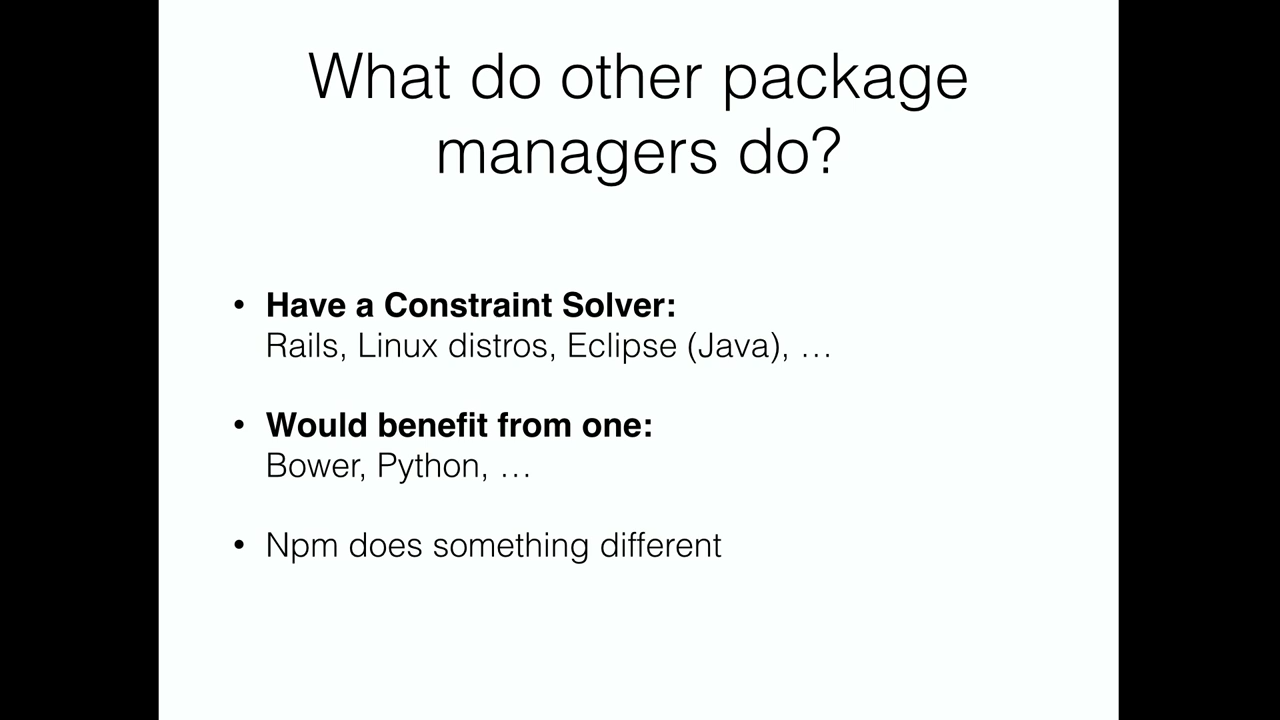 What do other package
managers do?
• Have a Constraint Solver:
Rails, Linux distros, Eclipse (Java), …
• Would benefit from one:
Bower, Python, …
• Npm does something different